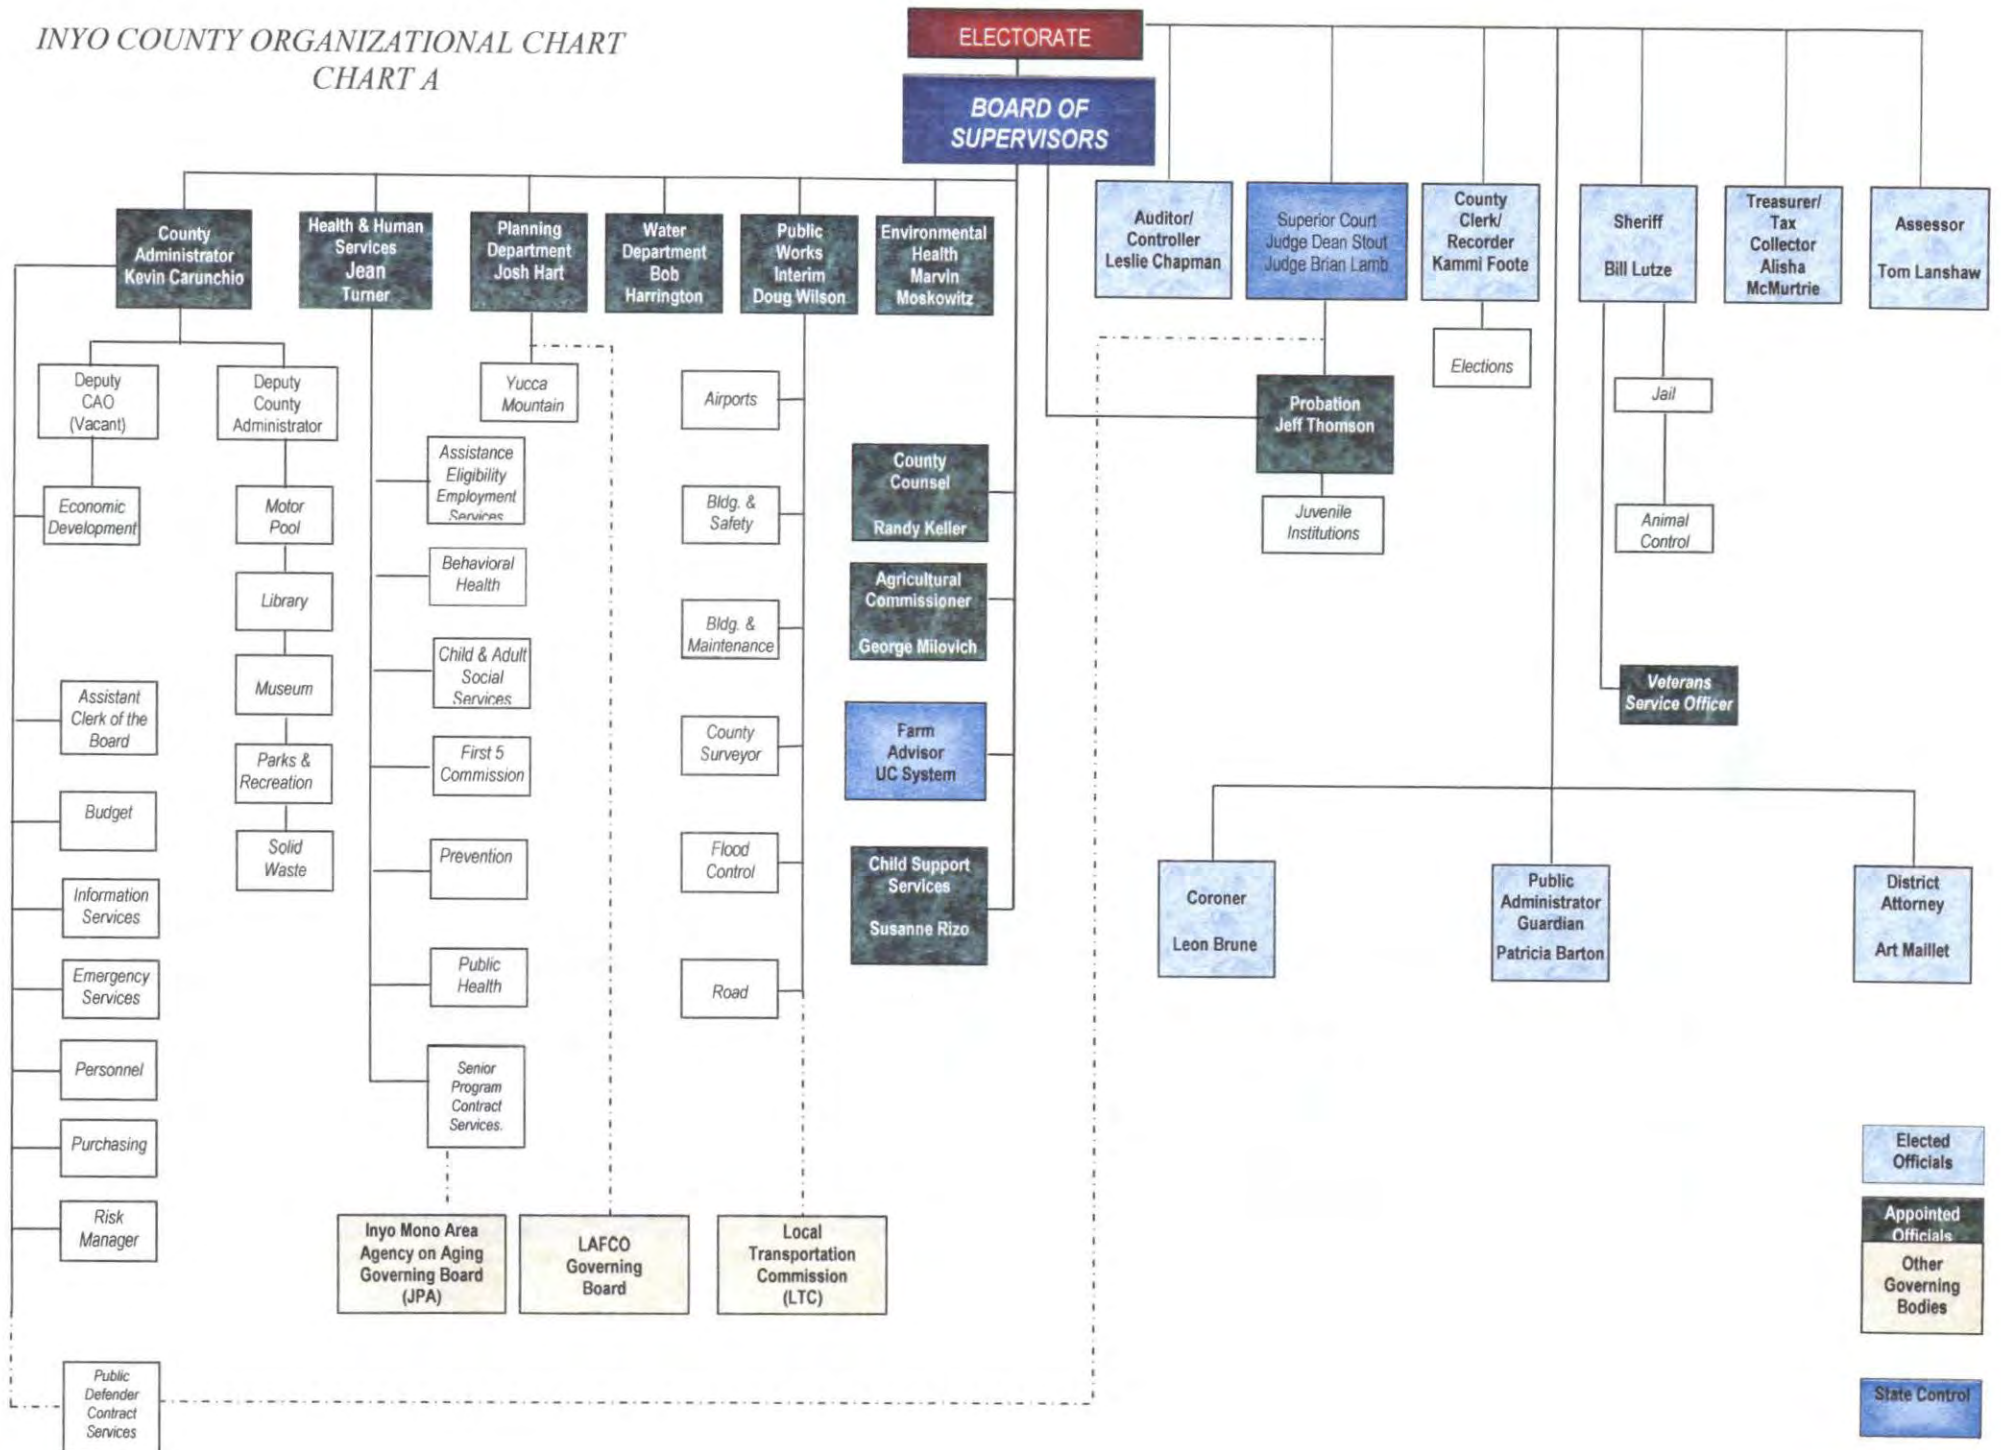 INYO COUNTY ORGANIZATIONAL CHART
CHART A
ELECTORATE
BOARD OF
SUPERVISORS
County
Administrator
Kevin Carunchio
Health & Human
Services
Jean
Turner
Planning
Department
Josh Hart
Water
Department
Bob
Harrington
Public
Works
Interim
Doug Wilson
Environmental
Health
Marvin
Moskowitz
Auditor/
Controller
Leslie Chapman
Superior Court
Judge Dean Stout
Judge Brian Lamb
County
Clerk/
Recorder
Kammi Foote
Sheriff
Bill Lutze
Treasurer/
Tax
Collector
Alisha
McMurtrie
Assessor
Tom Lanshaw
Deputy
CAO
(Vacant)
Economic
Development
Deputy
County
Administrator
Motor
Pool
Library
Museum
Parks &
Recreation
Solid
Waste
Assistant
Clerk of the
Board
Budget
Information
Services
Emergency
Services
Personnel
Purchasing
Risk
Manager
Public
Defender
Contract
Services
Assistance
Eligibility
Employment
Services
Behavioral
Health
Child & Adult
Social
Services
First 5
Commission
Prevention
Public
Health
Senior
Program
Contract
Services.
Inyo Mono Area
Agency on Aging
Governing Board
(JPA)
Yucca
Mountain
LAFCO
Governing
Board
Airports
Bldg. &
Safety
Bldg. &
Maintenance
County
Surveyor
Flood
Control
Road
Local
Transportation
Commission
(LTC)
County
Counsel
Randy Keller
Agricultural
Commissioner
George Milovich
Farm
Advisor
UC System
Child Support
Services
Susanne Rizo
Probation
Jeff Thomson
Juvenile
Institutions
Elections
Jail
Animal
Control
Veterans
Service Officer
Coroner
Leon Brune
Public
Administrator
Guardian
Patricia Barton
District
Attorney
Art Maillet
Elected
Officials
Appointed
Officials
Other
Governing
Bodies
State Control